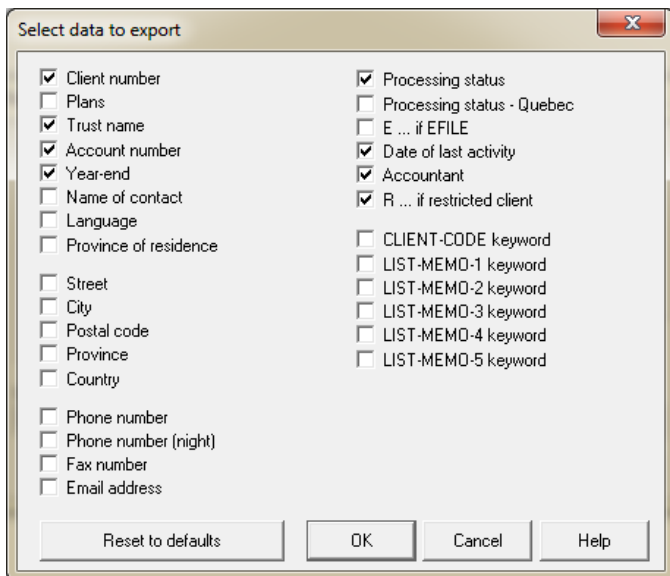 Select data to export
Client number
Plans
Trust name
Account number
Year-end
Name of contact
Language
Province of residence
Street
City
Postal code
Province
Country
Phone number
Phone number (night)
Fax number
Email address
Processing status
Processing status - Quebec
E ... if EFILE
Date of last activity
Accountant
R ... if restricted client
CLIENT-CODE keyword
LIST-MEMO-1 keyword
LIST-MEMO-2 keyword
LIST-MEMO-3 keyword
LIST-MEMO-4 keyword
LIST-MEMO-5 keyword
Reset to defaults
OK
Cancel
Help